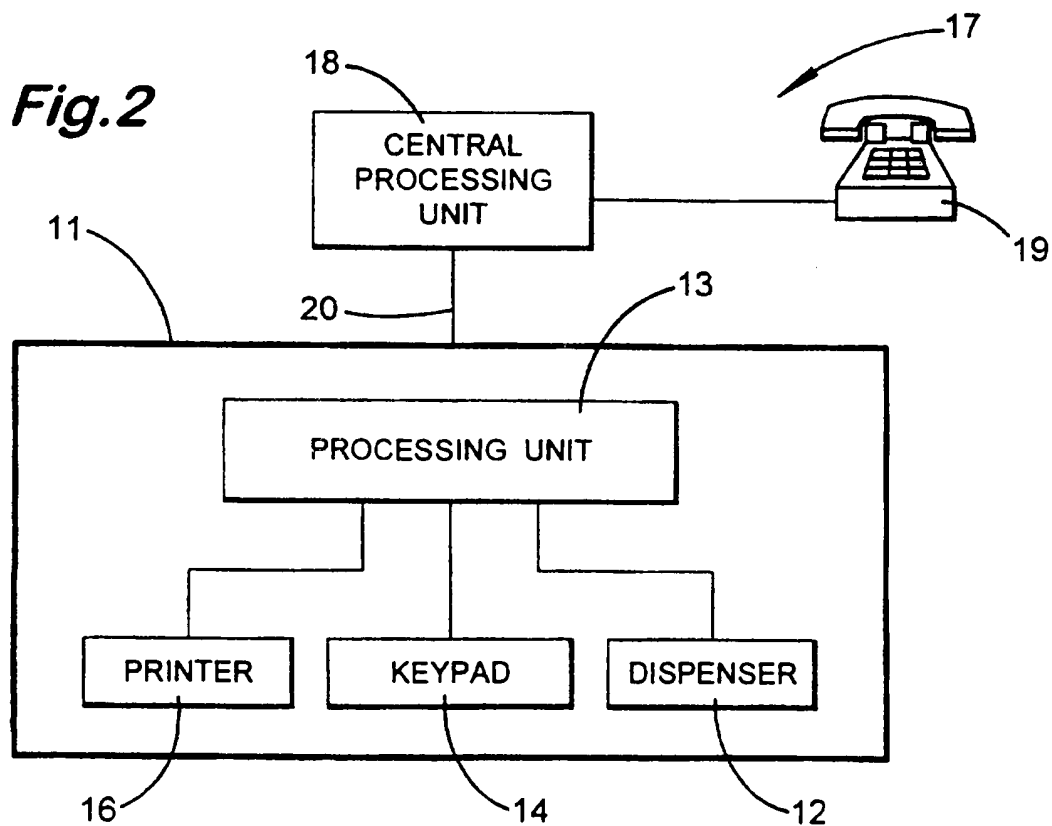 Fig.2
17
18
CENTRAL
PROCESSING
UNIT
19
11
20
13
PROCESSING UNIT
PRINTER
KEYPAD
DISPENSER
16
14
12